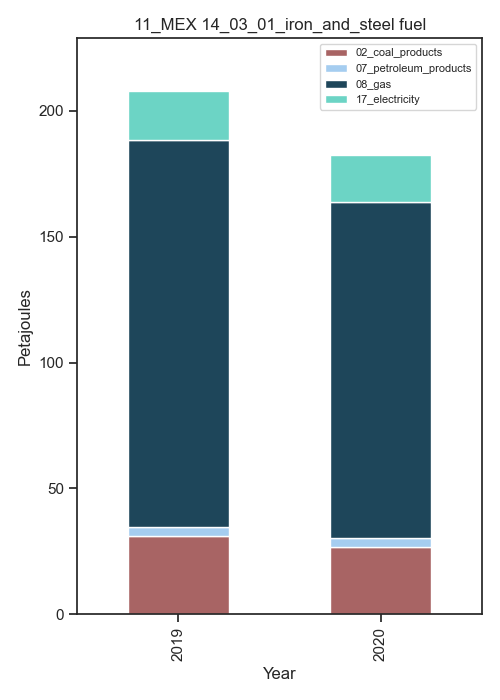 11_MEX 14_03_01_iron_and_steel fuel
02_coal_products
07_petroleum_products
08_gas
17_electricity
200
150
100
50
0
Petajoules
2019
2020
Year